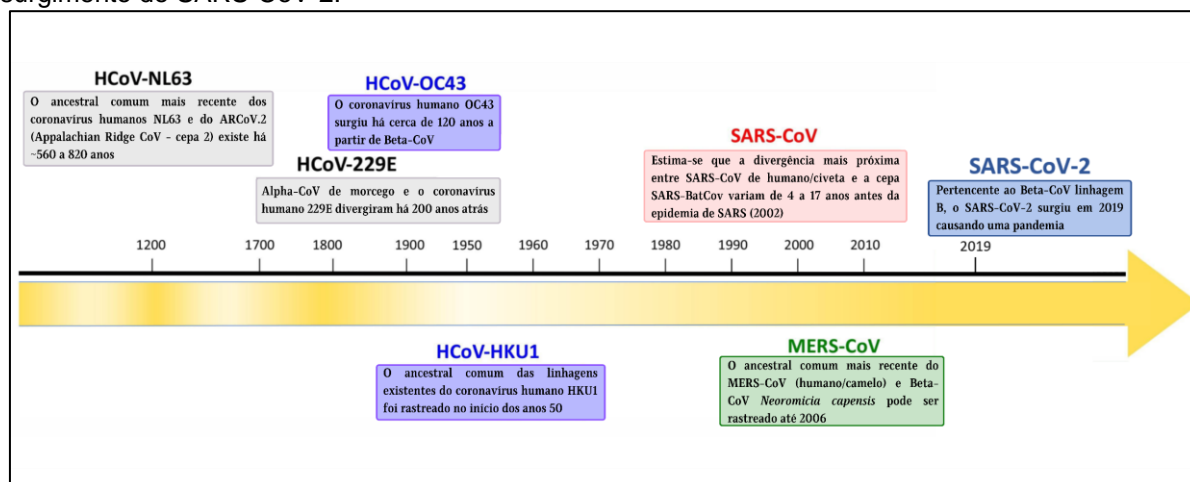 surgimento do SARS-CoV-2.
HCoV-NL63
O ancestral comum mais recente dos
coronavírus humanos NL63 e do ARCoV.2
(Appalachian Ridge CoV – cepa 2) existe há
~560 a 820 anos
HCoV-OC43
O coronavírus humano OC43
surgiu há cerca de 120 anos a
partir de Beta-CoV
HCoV-229E
Alpha-CoV de morcego e o coronavírus
humano 229E divergiram há 200 anos atrás
SARS-CoV
Estima-se que a divergência mais próxima
entre SARS-CoV de humano/civeta e a cepa
SARS-BatCov variam de 4 a 17 anos antes da
epidemia de SARS (2002)
SARS-CoV-2
Pertencente ao Beta-CoV linhagem
B, o SARS-CoV-2 surgiu em 2019
causando uma pandemia
1200 1700 1800 1900 1950 1960 1970 1980 1990 2000 2010 2019
HCoV-HKU1
O ancestral comum das linhagens
existentes do coronavírus humano HKU1
foi rastreado no início dos anos 50
MERS-CoV
O ancestral comum mais recente do
MERS-CoV (humano/camelo) e Beta-
CoV Neoromicia capensis pode ser
rastreado até 2006